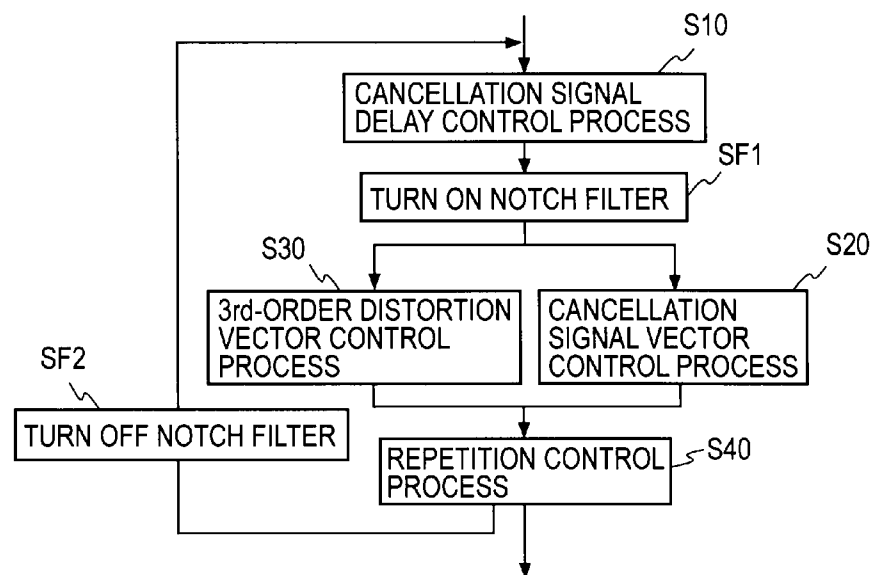 S10
CANCELLATION SIGNAL
DELAY CONTROL PROCESS
SF1
TURN ON NOTCH FILTER
S30
3rd-ORDER DISTORTION
VECTOR CONTROL
PROCESS
S20
CANCELLATION
SIGNAL VECTOR
CONTROL PROCESS
SF2
TURN OFF NOTCH FILTER
REPETITION CONTROL
PROCESS
S40